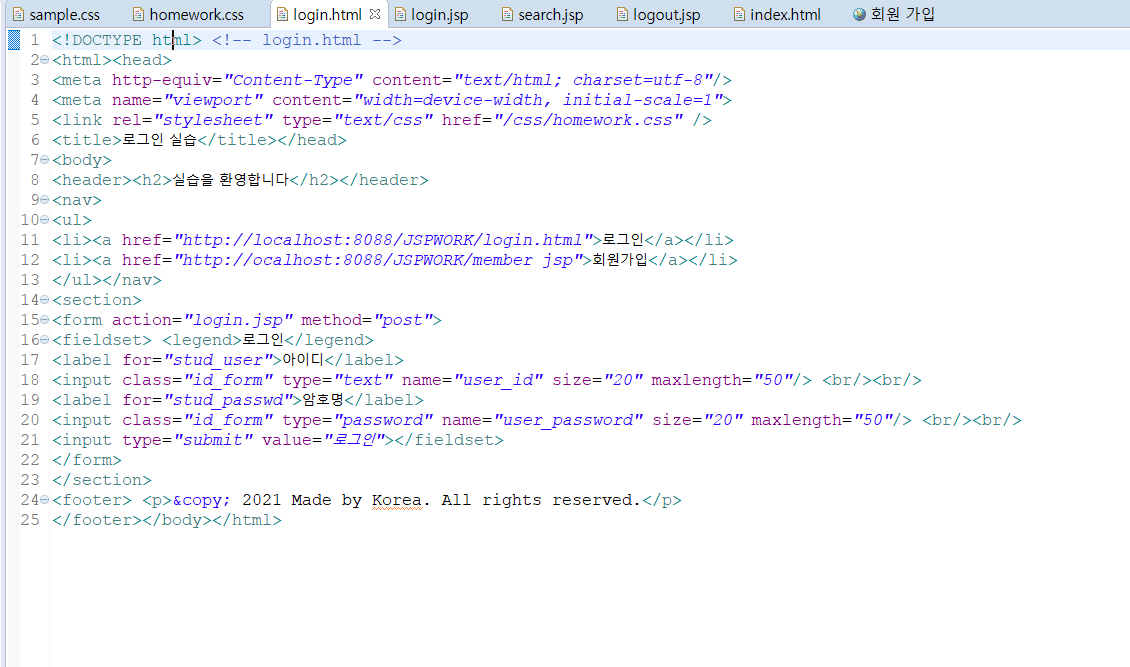 sample.css homework.css login.html login.jsp search.jsp logout.jsp index.html 회원 가입
1 <!DOCTYPE html> <!-- login.html -->
2 <html><head>
3 <meta http-equiv="Content-Type" content="text/html; charset=utf-8"/>
4 <meta name="viewport" content="width=device-width, initial-scale=1">
5 <link rel="stylesheet" type="text/css" href="/css/homework.css" />
6 <title>로그인 실습</title></head>
7 <body>
8 <header><h2>실습을 환영합니다</h2></header>
9 <nav>
10 <ul>
11 <li><a href="http://localhost:8088/JSPWORK/login.html">로그인</a></li>
12 <li><a href="http://ocalhost:8088/JSPWORK/member jsp">회원가입</a></li>
13 </ul></nav>
14 <section>
15 <form action="login.jsp" method="post">
16 <fieldset> <legend>로그인</legend>
17 <label for="stud_user">아이디</label>
18 <input class="id_form" type="text" name="user_id" size="20" maxlength="50"/> <br/><br/>
19 <label for="stud_passwd">암호명</label>
20 <input class="id_form" type="password" name="user_password" size="20" maxlength="50"/> <br/><br/>
21 <input type="submit" value="로그인"></fieldset>
22 </form>
23 </section>
24 <footer> <p>&copy; 2021 Made by Korea. All rights reserved.</p>
25 </footer></body></html>